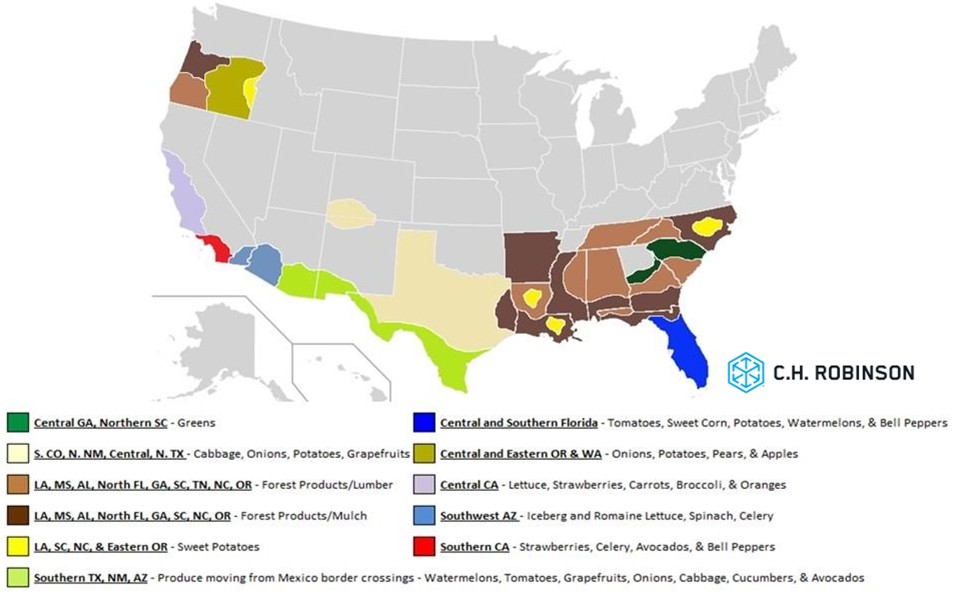 C.H. ROBINSON
Central GA, Northern SC - Greens
Central and Southern Florida - Tomatoes, Sweet Corn, Potatoes, Watermelons, & Bell Peppers
S. CO, N. NM, Central, N. TX - Cabbage, Onions, Potatoes, Grapefruits
Central and Eastern OR & WA - Onions, Potatoes, Pears, & Apples
LA, MS, AL, North FL, GA, SC, TN, NC, OR - Forest Products/Lumber
Central CA - Lettuce, Strawberries, Carrots, Broccoli, & Oranges
LA, MS, AL, North FL, GA, SC, NC, OR - Forest Products/Mulch
Southwest AZ - Iceberg and Romaine Lettuce, Spinach, Celery
LA, SC, NC, & Eastern OR - Sweet Potatoes
Southern CA - Strawberries, Celery, Avocados, & Bell Peppers
Southern TX, NM, AZ - Produce moving from Mexico border crossings - Watermelons, Tomatoes, Grapefruits, Onions, Cabbage, Cucumbers, & Avocados